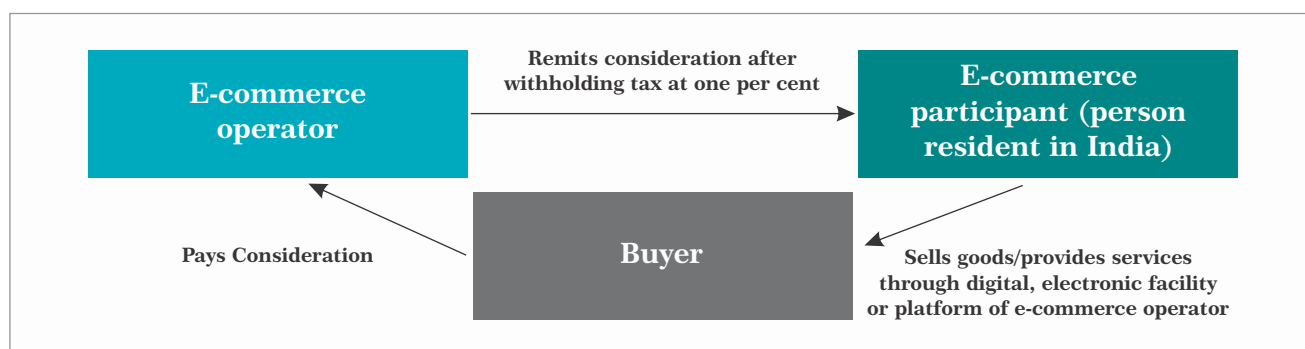 E-commerce
operator
Remits consideration after
withholding tax at one per cent
E-commerce
participant (person
resident in India)
Pays Consideration
Buyer
Sells goods/provides services
through digital, electronic facility
or platform of e-commerce operator